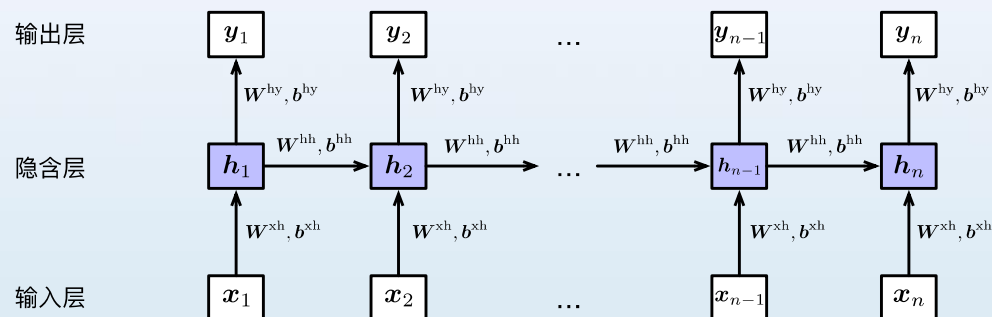 输出层 y₁ y₂ … yₙ₋₁ yₙ
Wʰʸ, bʰʸ Wʰʸ, bʰʸ Wʰʸ, bʰʸ Wʰʸ, bʰʸ
Wʰʰ, bʰʰ Wʰʰ, bʰʰ Wʰʰ, bʰʰ Wʰʰ, bʰʰ
隐含层 h₁ h₂ … hₙ₋₁ hₙ
Wˣʰ, bˣʰ Wˣʰ, bˣʰ Wˣʰ, bˣʰ Wˣʰ, bˣʰ
输入层 x₁ x₂ … xₙ₋₁ xₙ